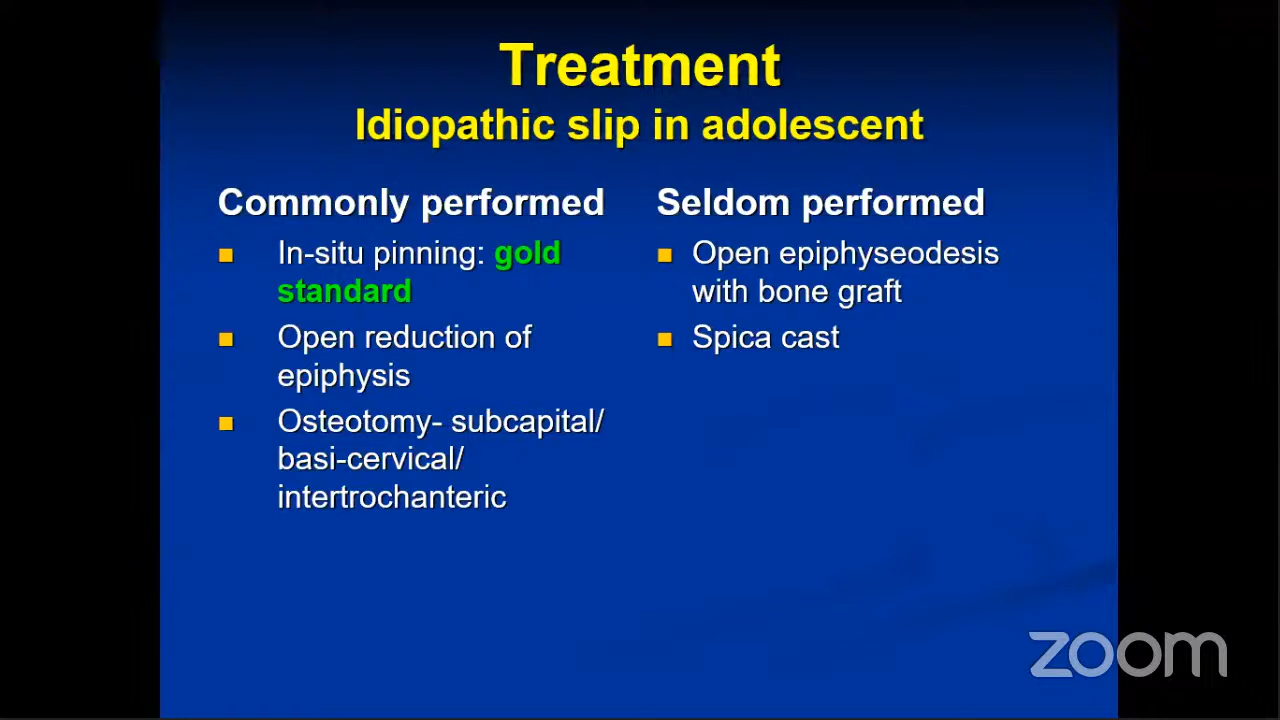 Treatment
Idiopathic slip in adolescent
Commonly performed
In-situ pinning: gold
standard
Open reduction of
epiphysis
Osteotomy- subcapital/
basi-cervical/
intertrochanteric
Seldom performed
Open epiphyseodesis
with bone graft
Spica cast
zoom